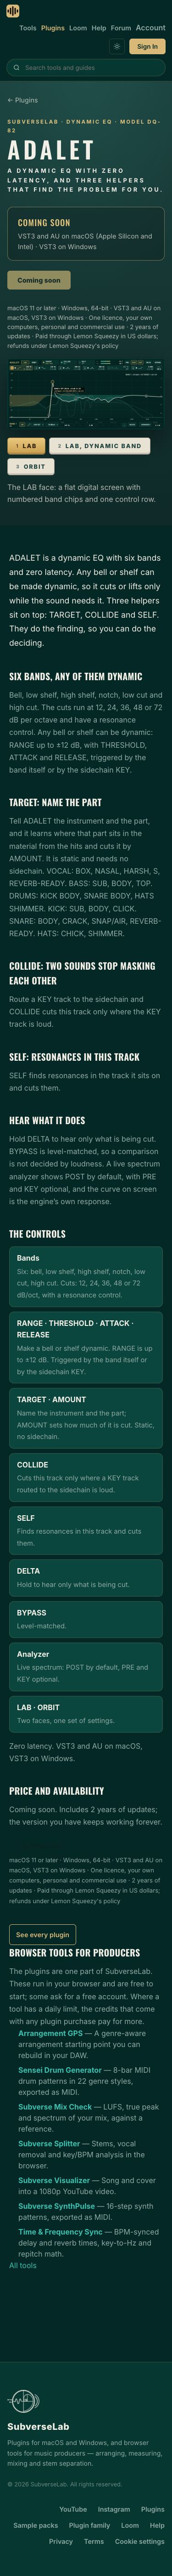 Tools Plugins Loom Help Forum Account
Sign In
Search tools and guides
← Plugins
SUBVERSELAB · DYNAMIC EQ · MODEL DQ-
82
ADALET
A DYNAMIC EQ WITH ZERO
LATENCY, AND THREE HELPERS
THAT FIND THE PROBLEM FOR YOU.
COMING SOON
VST3 and AU on macOS (Apple Silicon and
Intel) · VST3 on Windows
Coming soon
macOS 11 or later · Windows, 64-bit · VST3 and AU on
macOS, VST3 on Windows · One licence, your own
computers, personal and commercial use · 2 years of
updates · Paid through Lemon Squeezy in US dollars;
refunds under Lemon Squeezy's policy
1 LAB
2 LAB, DYNAMIC BAND
3 ORBIT
The LAB face: a flat digital screen with
numbered band chips and one control row.
ADALET is a dynamic EQ with six bands
and zero latency. Any bell or shelf can
be made dynamic, so it cuts or lifts only
while the sound needs it. Three helpers
sit on top: TARGET, COLLIDE and SELF.
They do the finding, so you can do the
deciding.
SIX BANDS, ANY OF THEM DYNAMIC
Bell, low shelf, high shelf, notch, low cut and
high cut. The cuts run at 12, 24, 36, 48 or 72
dB per octave and have a resonance
control. Any bell or shelf can be dynamic:
RANGE up to ±12 dB, with THRESHOLD,
ATTACK and RELEASE, triggered by the
band itself or by the sidechain KEY.
TARGET: NAME THE PART
Tell ADALET the instrument and the part,
and it learns where that part sits in the
material from the hits and cuts it by
AMOUNT. It is static and needs no
sidechain. VOCAL: BOX, NASAL, HARSH, S,
REVERB-READY. BASS: SUB, BODY, TOP.
DRUMS: KICK BODY, SNARE BODY, HATS
SHIMMER. KICK: SUB, BODY, CLICK.
SNARE: BODY, CRACK, SNAP/AIR, REVERB-
READY. HATS: CHICK, SHIMMER.
COLLIDE: TWO SOUNDS STOP MASKING
EACH OTHER
Route a KEY track to the sidechain and
COLLIDE cuts this track only where the KEY
track is loud.
SELF: RESONANCES IN THIS TRACK
SELF finds resonances in the track it sits on
and cuts them.
HEAR WHAT IT DOES
Hold DELTA to hear only what is being cut.
BYPASS is level-matched, so a comparison
is not decided by loudness. A live spectrum
analyzer shows POST by default, with PRE
and KEY optional, and the curve on screen
is the engine's own response.
THE CONTROLS
Bands
Six: bell, low shelf, high shelf, notch, low
cut, high cut. Cuts: 12, 24, 36, 48 or 72
dB/oct, with a resonance control.
RANGE · THRESHOLD · ATTACK ·
RELEASE
Make a bell or shelf dynamic. RANGE is up
to ±12 dB. Triggered by the band itself or
by the sidechain KEY.
TARGET · AMOUNT
Name the instrument and the part;
AMOUNT sets how much of it is cut. Static,
no sidechain.
COLLIDE
Cuts this track only where a KEY track
routed to the sidechain is loud.
SELF
Finds resonances in this track and cuts
them.
DELTA
Hold to hear only what is being cut.
BYPASS
Level-matched.
Analyzer
Live spectrum: POST by default, PRE and
KEY optional.
LAB · ORBIT
Two faces, one set of settings.
Zero latency. VST3 and AU on macOS,
VST3 on Windows.
PRICE AND AVAILABILITY
Coming soon. Includes 2 years of updates;
the version you have keeps working forever.
macOS 11 or later · Windows, 64-bit · VST3 and AU on
macOS, VST3 on Windows · One licence, your own
computers, personal and commercial use · 2 years of
updates · Paid through Lemon Squeezy in US dollars;
refunds under Lemon Squeezy's policy
See every plugin
BROWSER TOOLS FOR PRODUCERS
The plugins are one part of SubverseLab.
These run in your browser and are free to
start; some ask for a free account. Where a
tool has a daily limit, the credits that come
with any plugin purchase pay for more.
Arrangement GPS — A genre-aware
arrangement starting point you can
rebuild in your DAW.
Sensei Drum Generator — 8-bar MIDI
drum patterns in 22 genre styles,
exported as MIDI.
Subverse Mix Check — LUFS, true peak
and spectrum of your mix, against a
reference.
Subverse Splitter — Stems, vocal
removal and key/BPM analysis in the
browser.
Subverse Visualizer — Song and cover
into a 1080p YouTube video.
Subverse SynthPulse — 16-step synth
patterns, exported as MIDI.
Time & Frequency Sync — BPM-synced
delay and reverb times, key-to-Hz and
repitch math.
All tools
SubverseLab
Plugins for macOS and Windows, and browser
tools for music producers — arranging, measuring,
mixing and stem separation.
© 2026 SubverseLab. All rights reserved.
YouTube Instagram Plugins
Sample packs Plugin family Loom Help
Privacy Terms Cookie settings